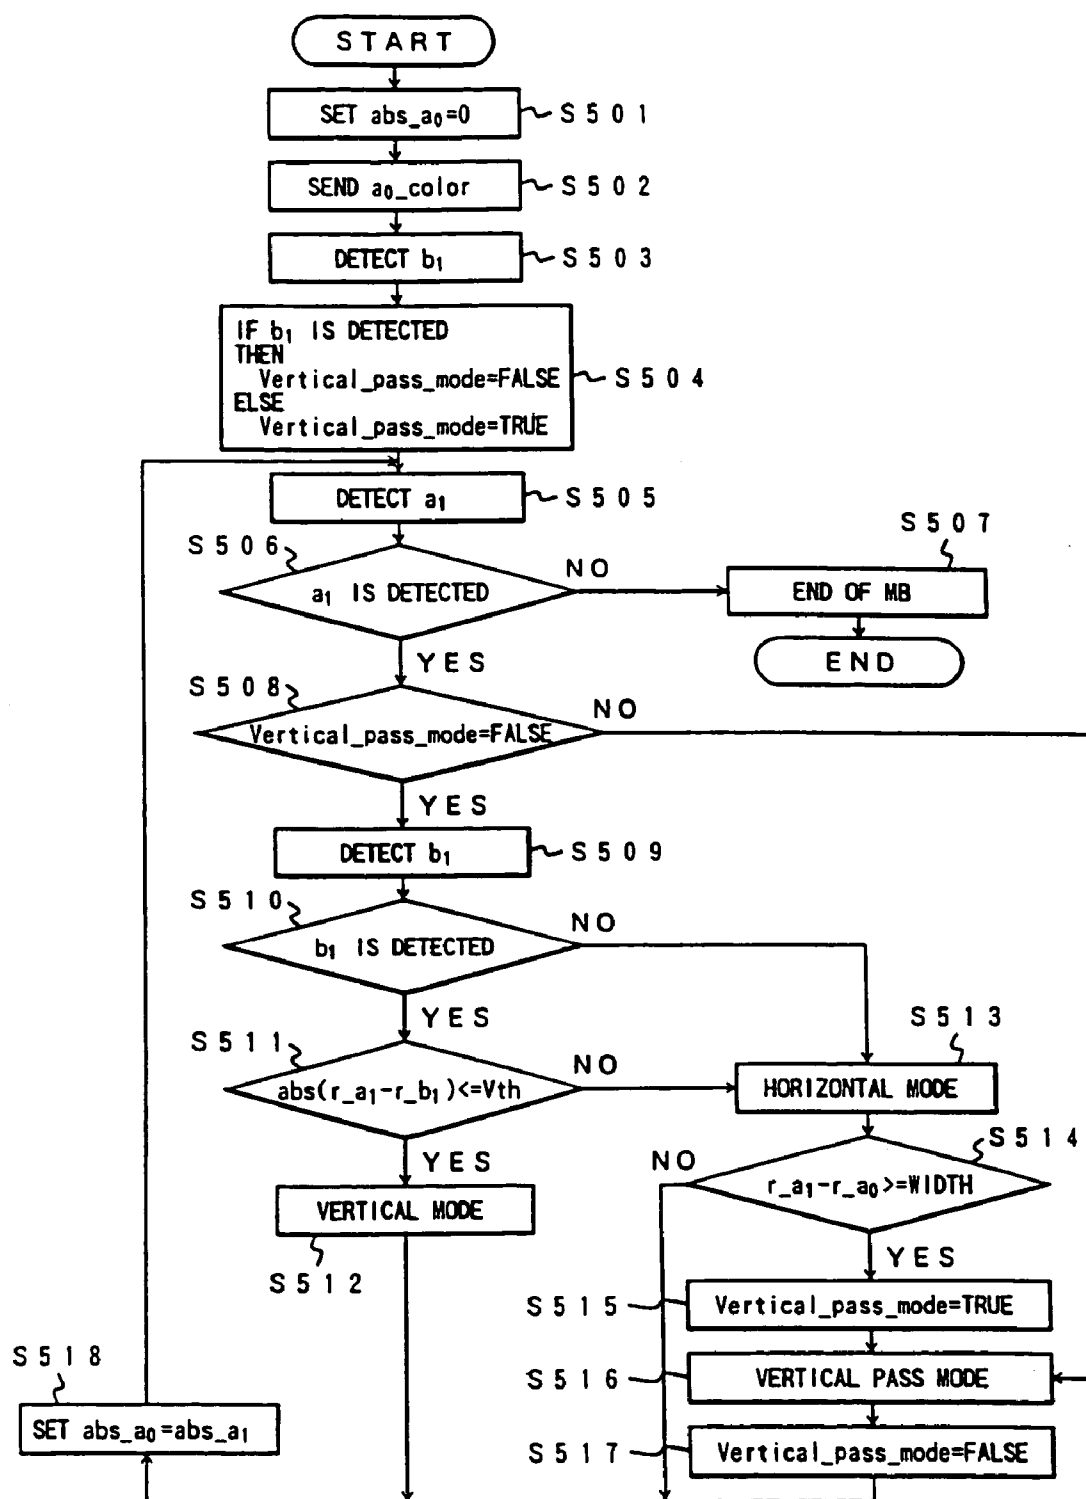 START
SET abs_a₀=0
S501
SEND a₀_color
S502
DETECT b₁
S503
IF b₁ IS DETECTED
THEN
Vertical_pass_mode=FALSE
ELSE
Vertical_pass_mode=TRUE
S504
DETECT a₁
S505
S506
a₁ IS DETECTED
NO
S507
END OF MB
END
YES
S508
Vertical_pass_mode=FALSE
NO
YES
DETECT b₁
S509
S510
b₁ IS DETECTED
NO
YES
S511
abs(r_a₁-r_b₁)<=Vth
NO
S513
HORIZONTAL MODE
YES
S514
NO
r_a₁-r_a₀>=WIDTH
VERTICAL MODE
S512
YES
S515
Vertical_pass_mode=TRUE
S516
VERTICAL PASS MODE
S518
SET abs_a₀=abs_a₁
S517
Vertical_pass_mode=FALSE